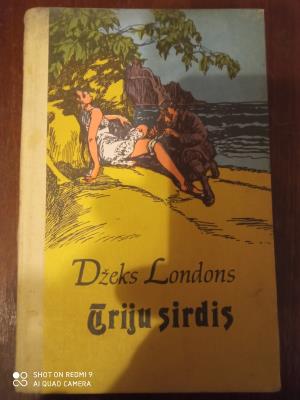 Džeks Londons
Triju sirdis
SHOT ON REDMI 9
AI QUAD CAMERA